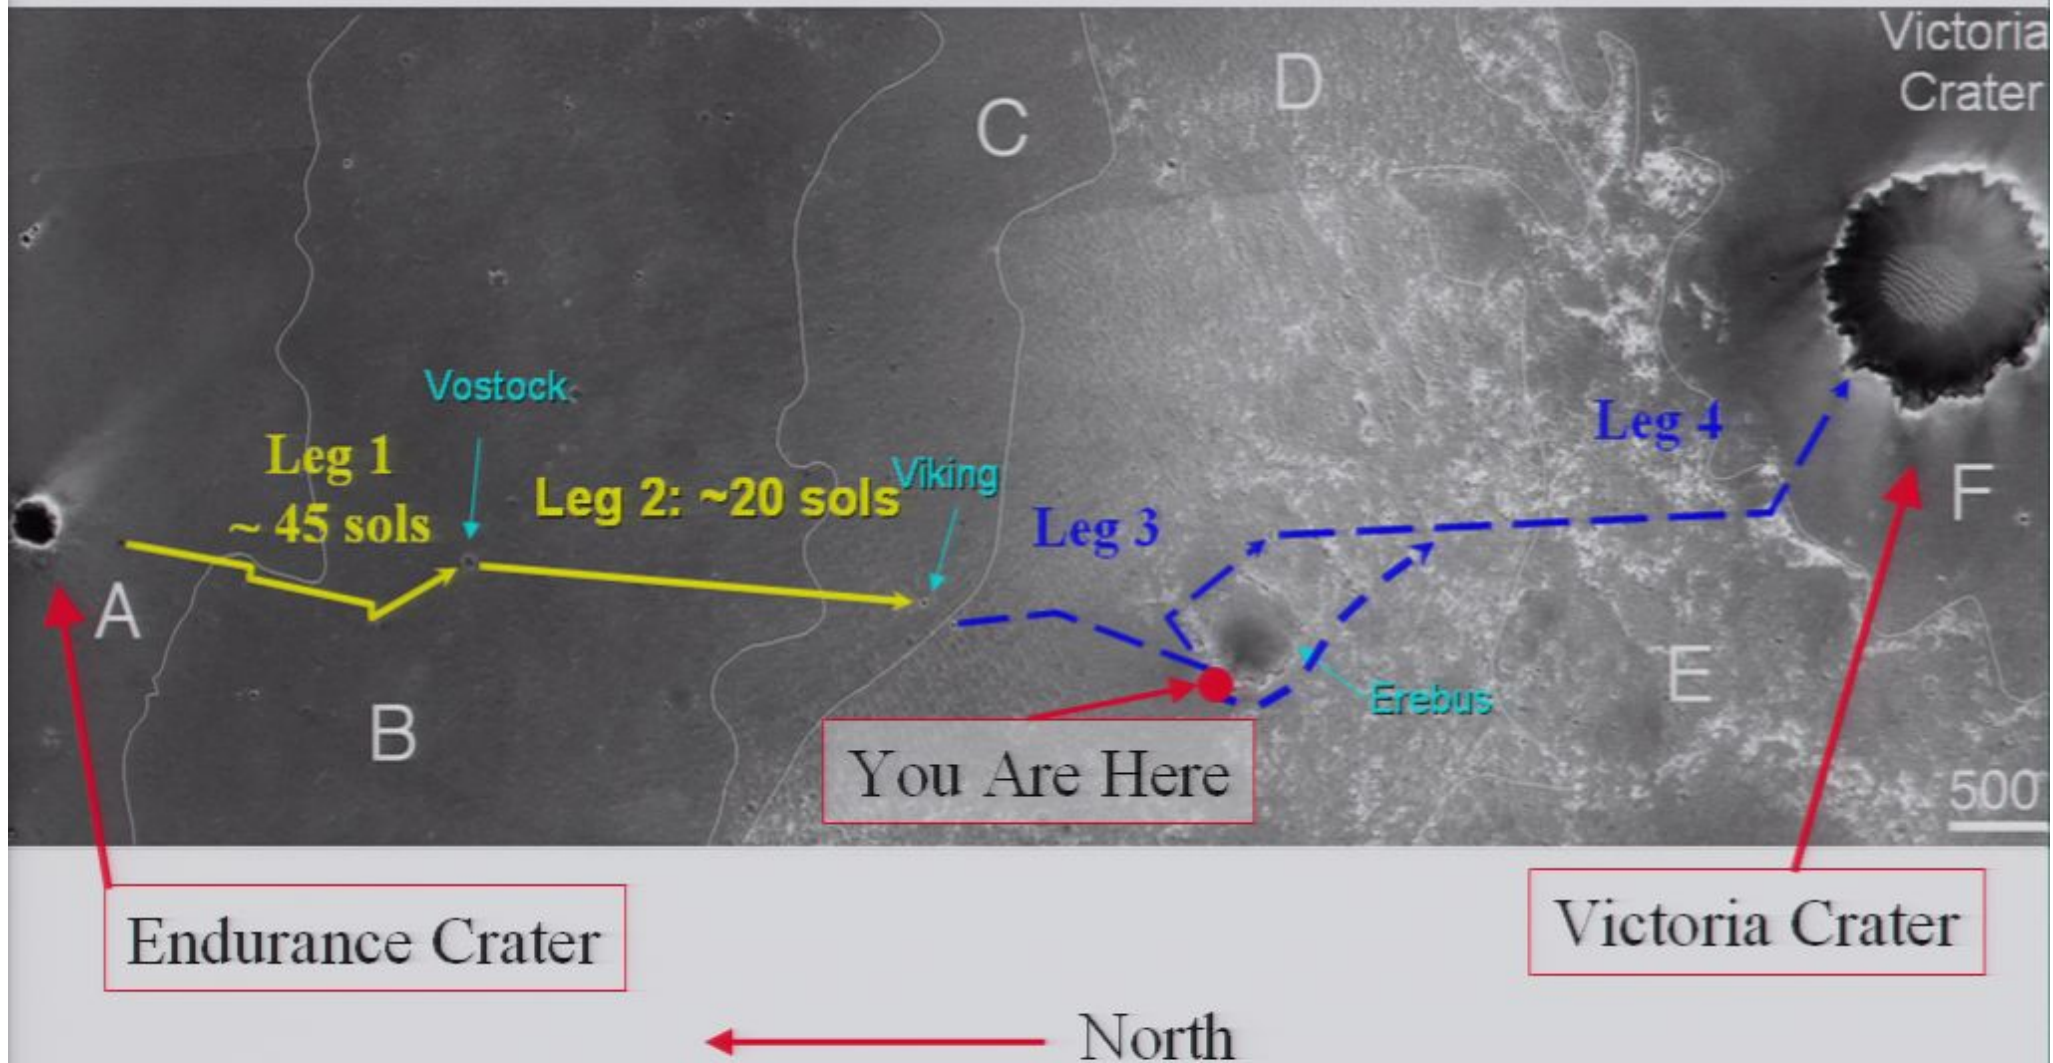 Victoria
Crater
C
D
Vostock
Leg 1
~ 45 sols
Leg 2: ~20 sols
Viking
Leg 3
Leg 4
F
A
B
E
Erebus
You Are Here
500
Endurance Crater
Victoria Crater
North